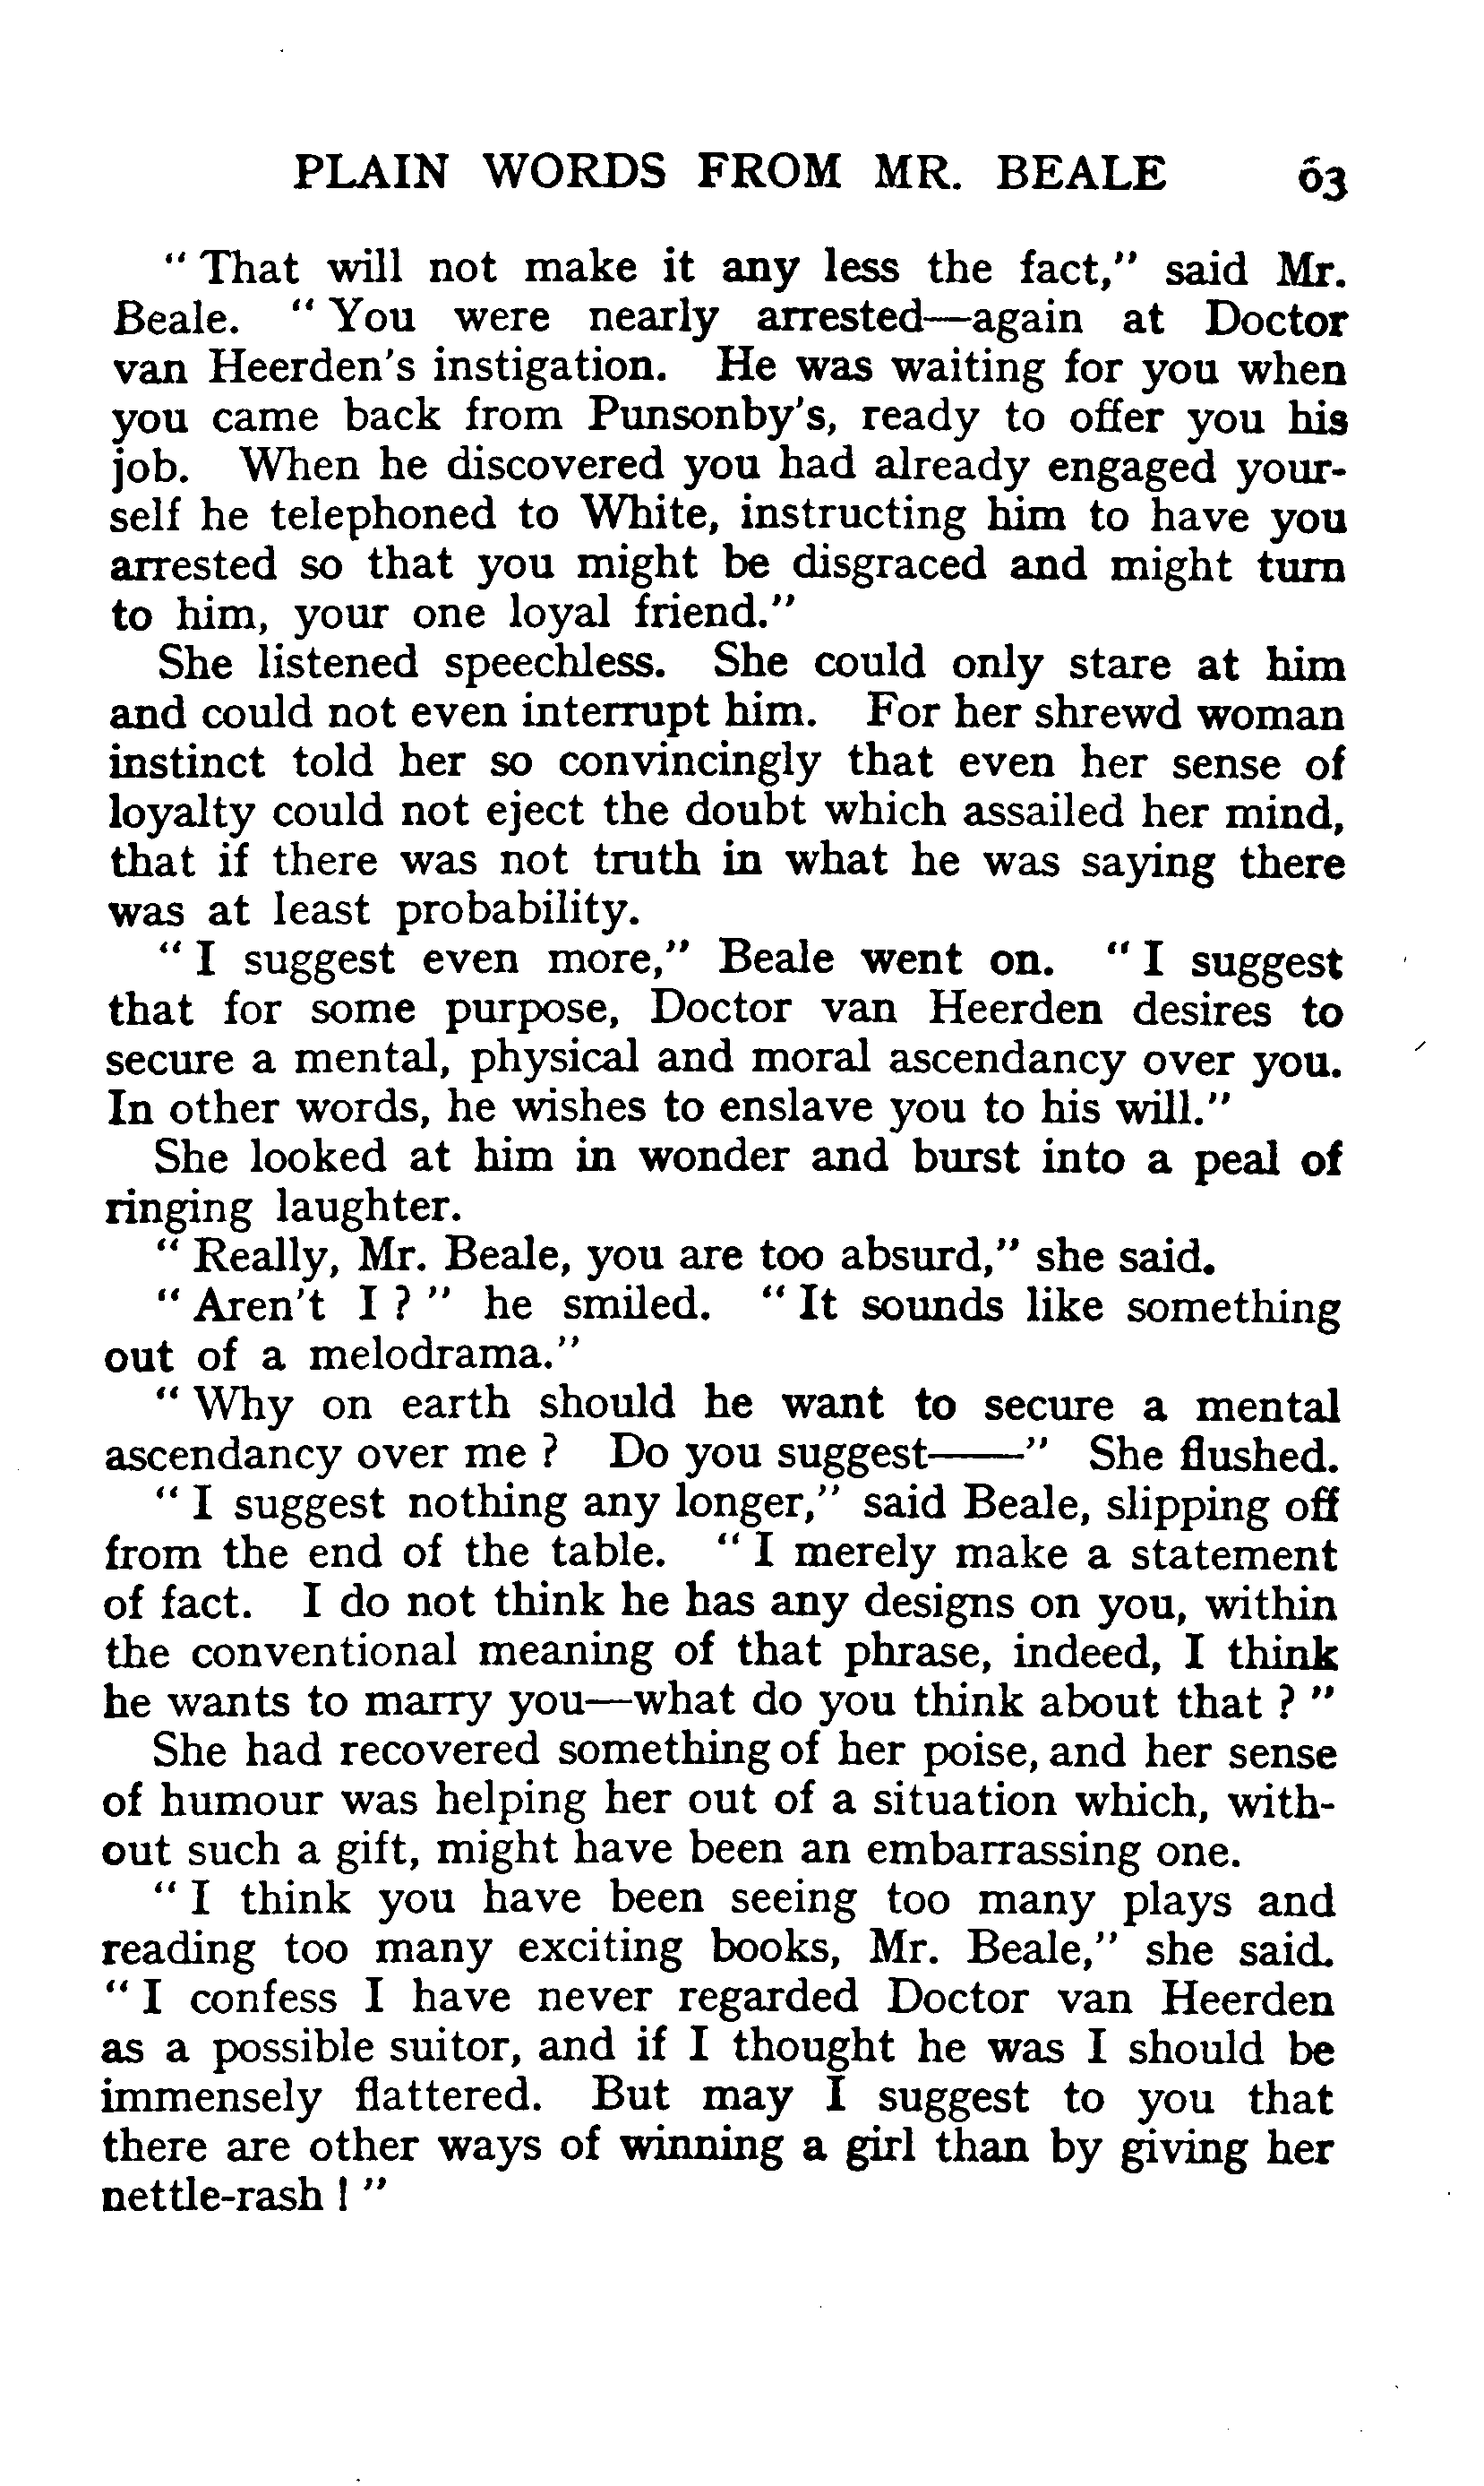 PLAIN WORDS FROM MR. BEALE 63
" That will not make it any less the fact," said Mr.
Beale. " You were nearly arrested—again at Doctor
van Heerden's instigation. He was waiting for you when
you came back from Punsonby's, ready to offer you his
job. When he discovered you had already engaged your-
self he telephoned to White, instructing him to have you
arrested so that you might be disgraced and might turn
to him, your one loyal friend."
She listened speechless. She could only stare at him
and could not even interrupt him. For her shrewd woman
instinct told her so convincingly that even her sense of
loyalty could not eject the doubt which assailed her mind,
that if there was not truth in what he was saying there
was at least probability.
" I suggest even more," Beale went on. " I suggest
that for some purpose, Doctor van Heerden desires to
secure a mental, physical and moral ascendancy over you.
In other words, he wishes to enslave you to his will."
She looked at him in wonder and burst into a peal of
ringing laughter.
" Really, Mr. Beale, you are too absurd," she said.
" Aren't I ? " he smiled. " It sounds like something
out of a melodrama."
" Why on earth should he want to secure a mental
ascendancy over me ? Do you suggest——" She flushed.
" I suggest nothing any longer," said Beale, slipping off
from the end of the table. " I merely make a statement
of fact. I do not think he has any designs on you, within
the conventional meaning of that phrase, indeed, I think
he wants to marry you—what do you think about that ? "
She had recovered something of her poise, and her sense
of humour was helping her out of a situation which, with-
out such a gift, might have been an embarrassing one.
" I think you have been seeing too many plays and
reading too many exciting books, Mr. Beale," she said.
" I confess I have never regarded Doctor van Heerden
as a possible suitor, and if I thought he was I should be
immensely flattered. But may I suggest to you that
there are other ways of winning a girl than by giving her
nettle-rash ! "